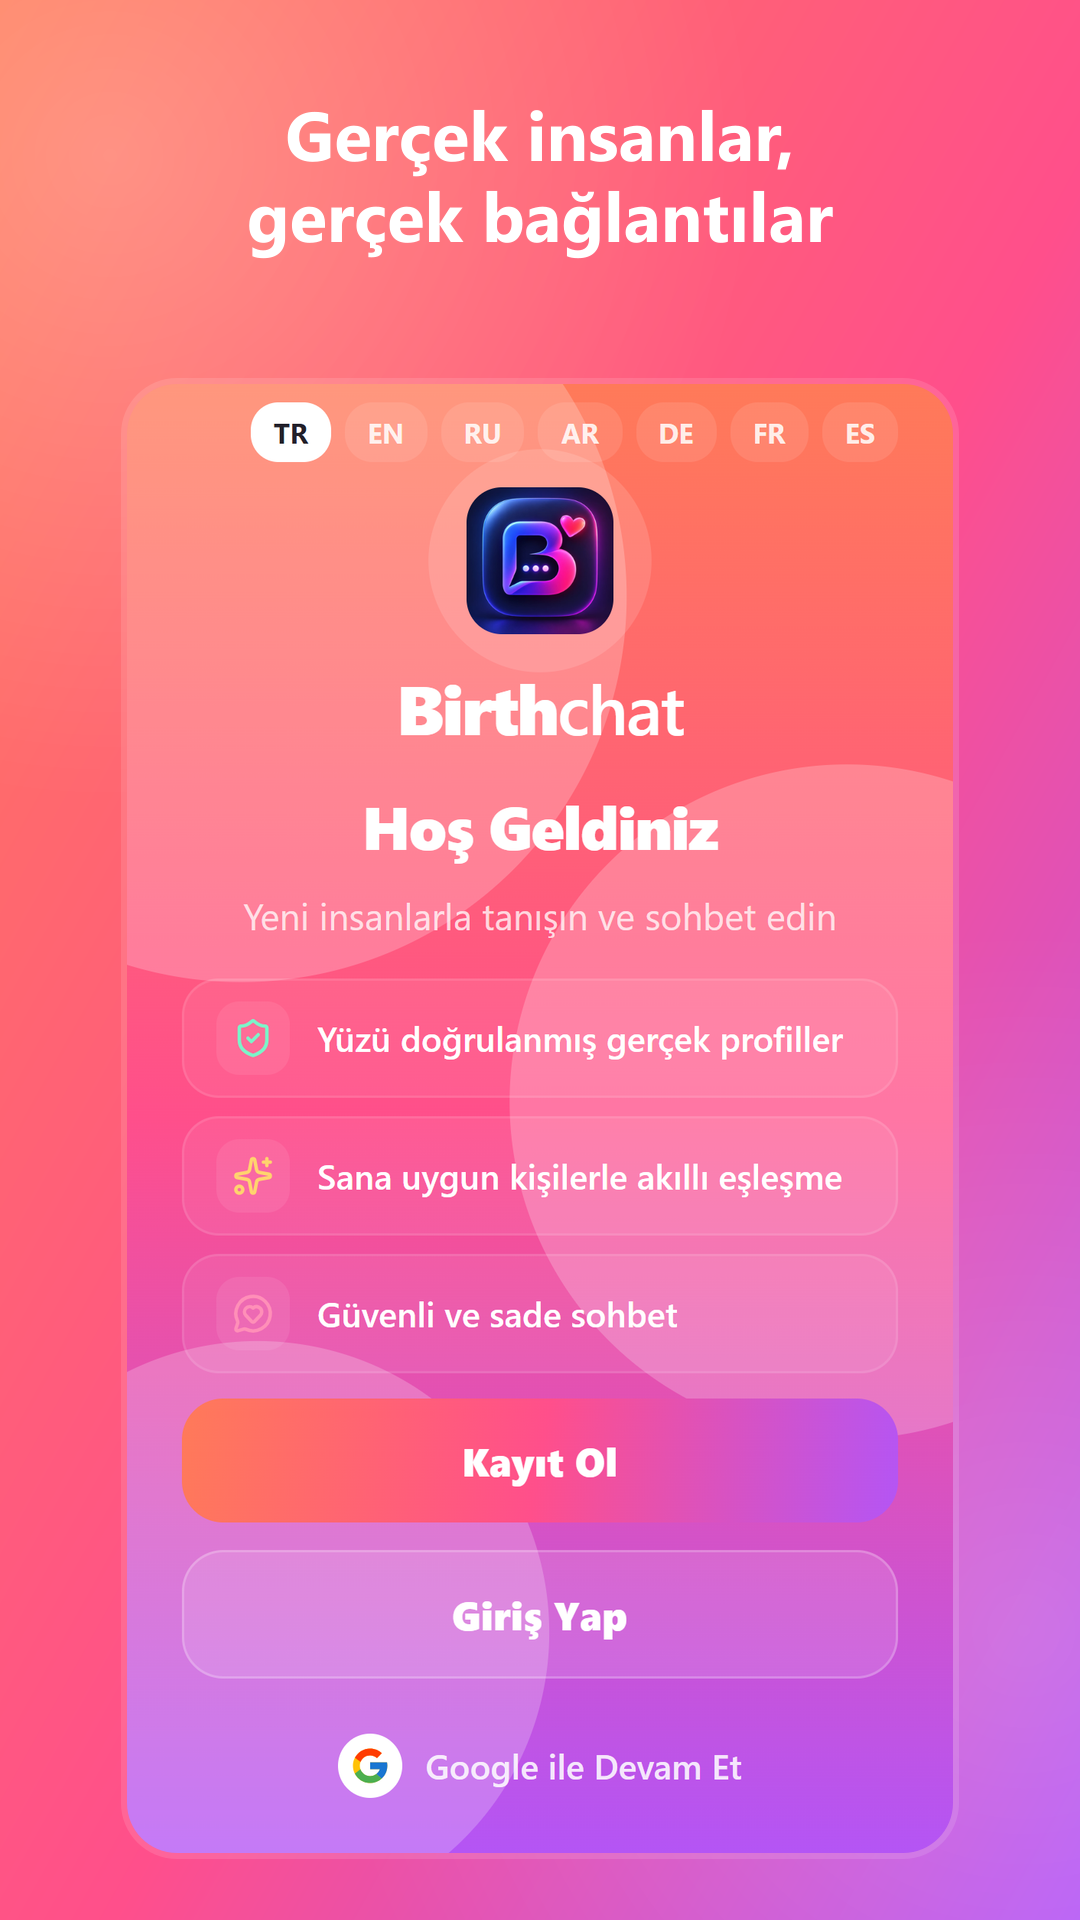 Gerçek insanlar,
gerçek bağlantılar
TR EN RU AR DE FR ES
B
Birthchat
Hoş Geldiniz
Yeni insanlarla tanışın ve sohbet edin
Yüzü doğrulanmış gerçek profiller
Sana uygun kişilerle akıllı eşleşme
Güvenli ve sade sohbet
Kayıt Ol
Giriş Yap
G Google ile Devam Et